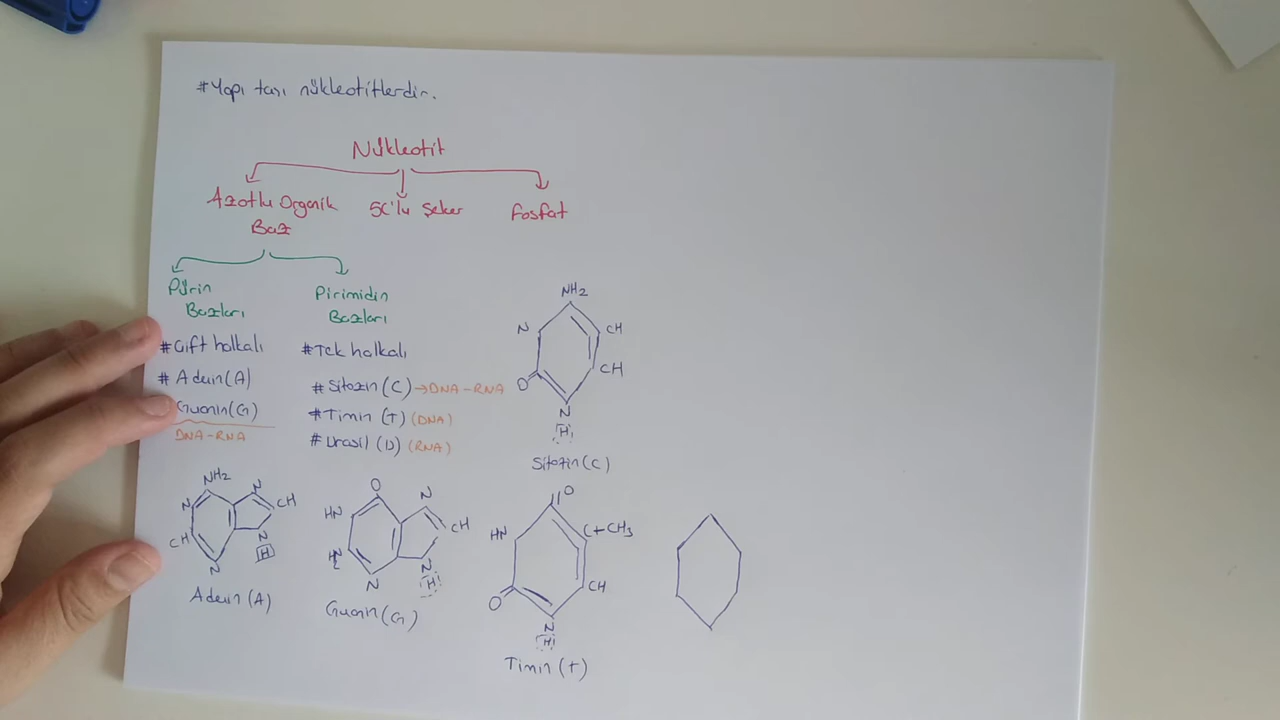 #Yapı taşı nükleotitlerdir.
Nükleotit
Azotlu Organik Baz
5C'lu Şeker
Fosfat
Pürin Bazları
Pirimidin Bazları
#Çift halkalı
#Adenin(A)
Guanin(G)
DNA-RNA
#Tek halkalı
#Sitozin(C)→DNA-RNA
#Timin (T) (DNA)
#Urasil (U) (RNA)
NH2
N
CH
CH
O
N
H
Sitozin(C)
NH2
N
N
CH
CH
N
H
N
Adenin (A)
O
HN
N
CH
N
H
N
Guanin(G)
O
HN
C+CH3
CH
O
N
H
Timin (T)